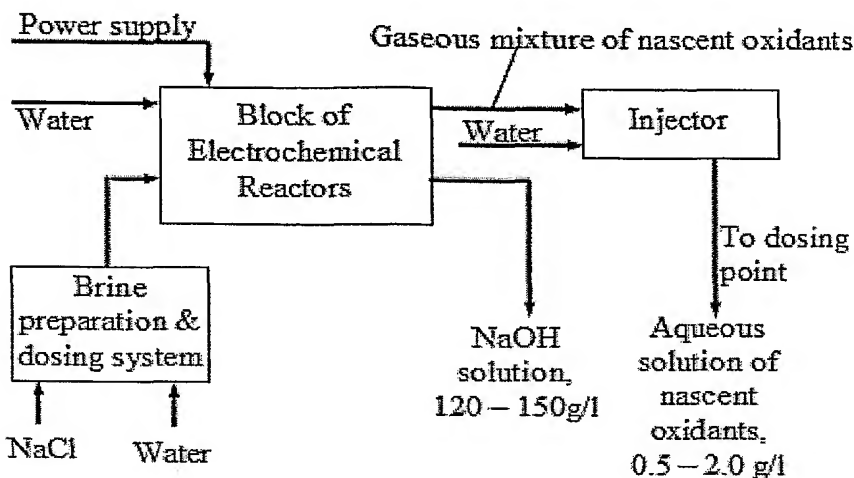 Power supply
Gaseous mixture of nascent oxidants
Water
Block of
Electrochemical
Reactors
Water
Injector
To dosing
point
Brine
preparation &
dosing system
NaOH
solution,
120 – 150g/l
Aqueous
solution of
nascent
oxidants,
0.5 – 2.0 g/l
NaCl
Water